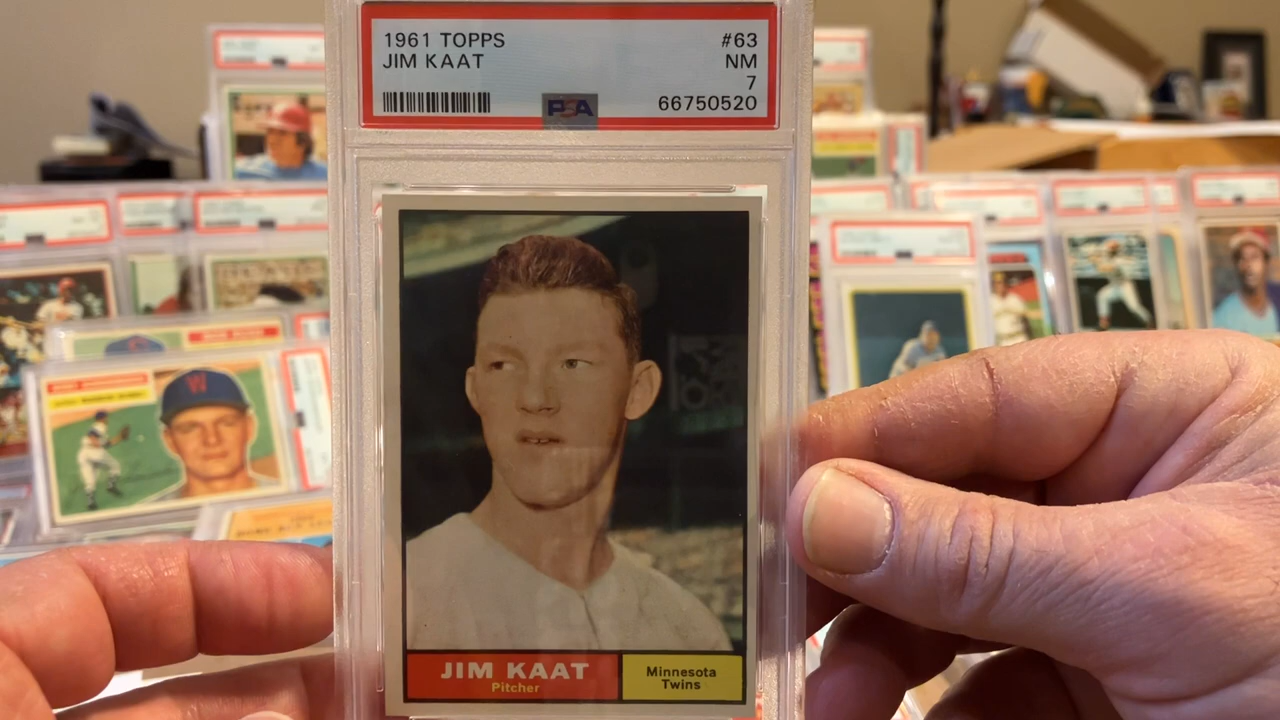 1961 TOPPS
#63
JIM KAAT
NM
7
PSA
66750520
W
JIM KAAT
Pitcher
Minnesota
Twins